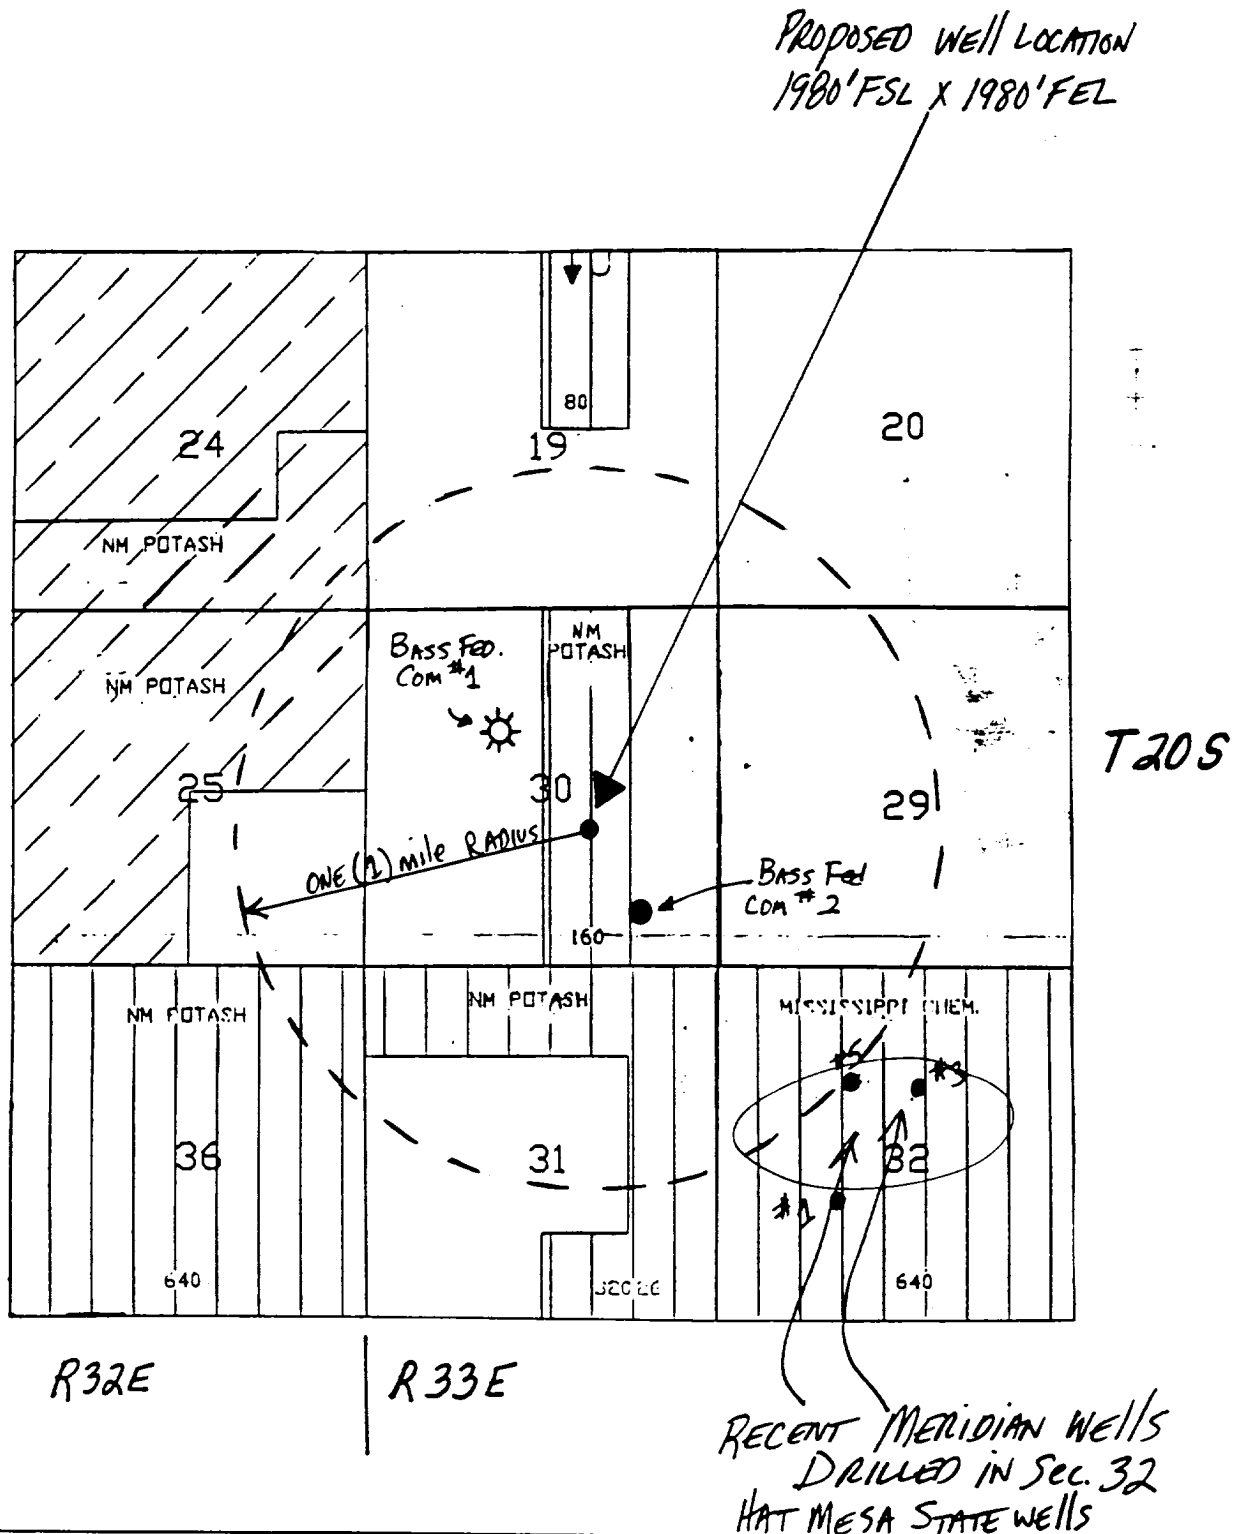 PROPOSED WELL LOCATION
1980' FSL X 1980' FEL
80
24
19
20
NM POTASH
BASS FED.
COM #1
NM
POTASH
NM POTASH
T20S
25
30
29
ONE (1) mile RADIUS
BASS Fed
COM #2
160
NM POTASH
NM POTASH
MISSISSIPPI CHEM.
#5
#3
36
31
32
#1
640
640
R32E
R33E
RECENT MERIDIAN WELLS
DRILLED IN SEC. 32
HAT MESA STATE WELLS